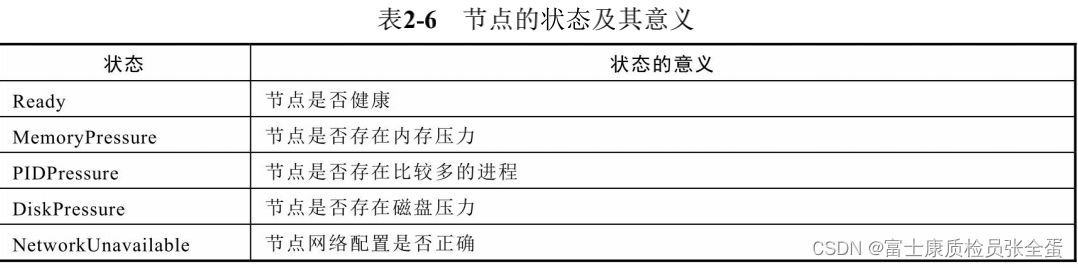 表2-6 节点的状态及其意义
状态 状态的意义
Ready 节点是否健康
MemoryPressure 节点是否存在内存压力
PIDPressure 节点是否存在比较多的进程
DiskPressure 节点是否存在磁盘压力
NetworkUnavailable 节点网络配置是否正确
CSDN @富士康质检员张全蛋